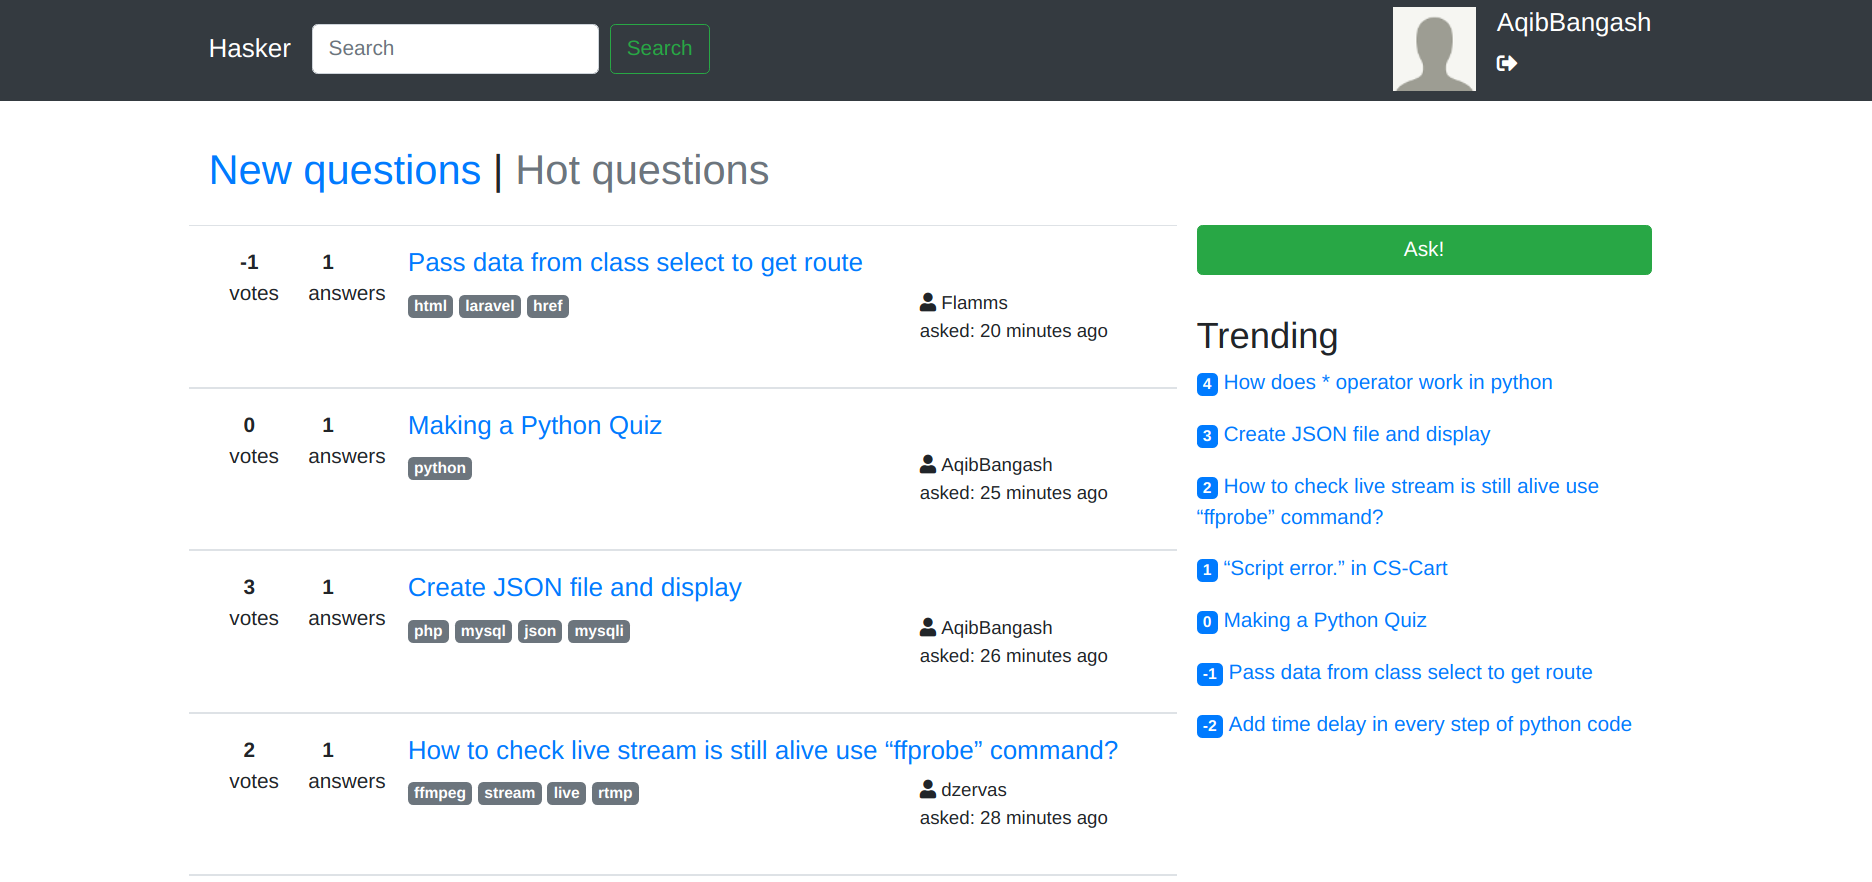 Hasker
Search
Search
AqibBangash
New questions | Hot questions
-1 votes
1 answers
Pass data from class select to get route
html laravel href
Flamms
asked: 20 minutes ago
0 votes
1 answers
Making a Python Quiz
python
AqibBangash
asked: 25 minutes ago
3 votes
1 answers
Create JSON file and display
php mysql json mysqli
AqibBangash
asked: 26 minutes ago
2 votes
1 answers
How to check live stream is still alive use “ffprobe” command?
ffmpeg stream live rtmp
dzervas
asked: 28 minutes ago
Ask!
Trending
4 How does * operator work in python
3 Create JSON file and display
2 How to check live stream is still alive use
“ffprobe” command?
1 “Script error.” in CS-Cart
0 Making a Python Quiz
-1 Pass data from class select to get route
-2 Add time delay in every step of python code